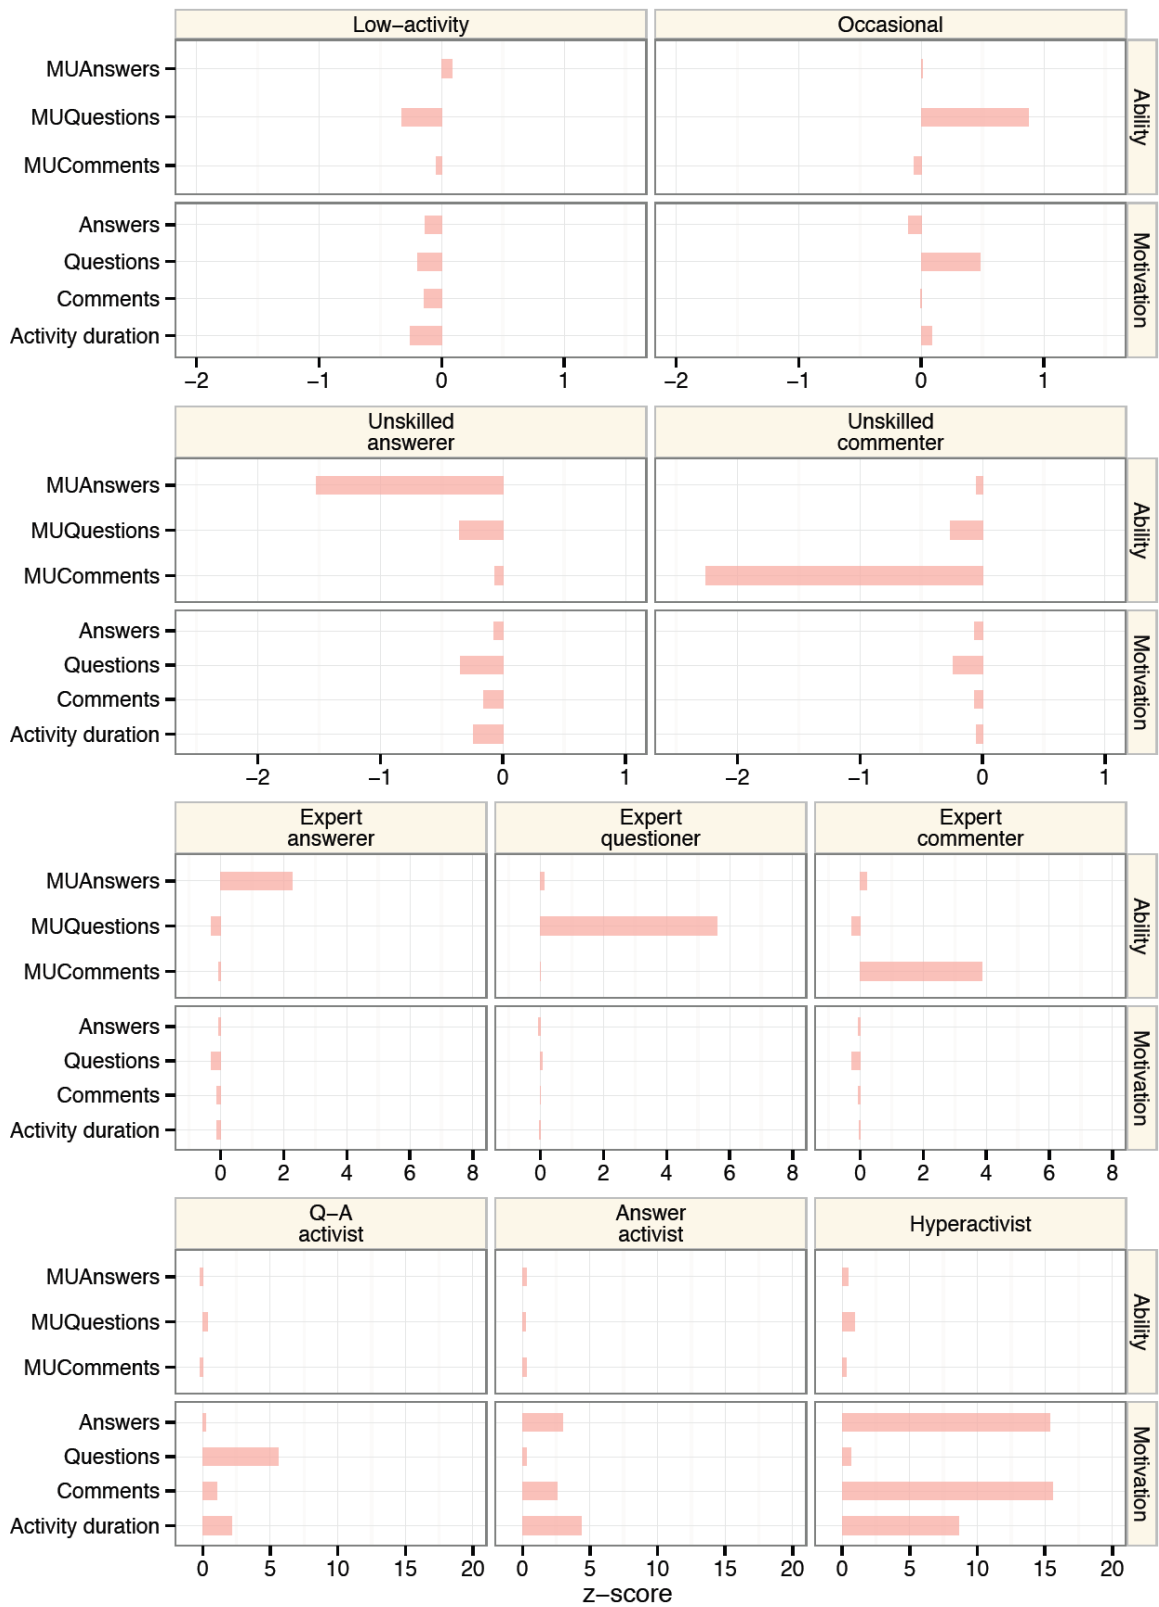 Low−activity
Occasional
MUAnswers
MUQuestions
MUComments
Ability
Answers
Questions
Comments
Activity duration
Motivation
−2 −1 0 1
−2 −1 0 1
Unskilled
answerer
Unskilled
commenter
MUAnswers
MUQuestions
MUComments
Ability
Answers
Questions
Comments
Activity duration
Motivation
−2 −1 0 1
−2 −1 0 1
Expert
answerer
Expert
questioner
Expert
commenter
MUAnswers
MUQuestions
MUComments
Ability
Answers
Questions
Comments
Activity duration
Motivation
0 2 4 6 8
0 2 4 6 8
0 2 4 6 8
Q−A
activist
Answer
activist
Hyperactivist
MUAnswers
MUQuestions
MUComments
Ability
Answers
Questions
Comments
Activity duration
Motivation
0 5 10 15 20
0 5 10 15 20
0 5 10 15 20
z−score